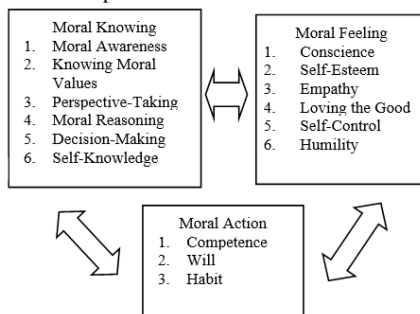 Moral Knowing
1. Moral Awareness
2. Knowing Moral
Values
3. Perspective-Taking
4. Moral Reasoning
5. Decision-Making
6. Self-Knowledge
Moral Feeling
1. Conscience
2. Self-Esteem
3. Empathy
4. Loving the Good
5. Self-Control
6. Humility
Moral Action
1. Competence
2. Will
3. Habit